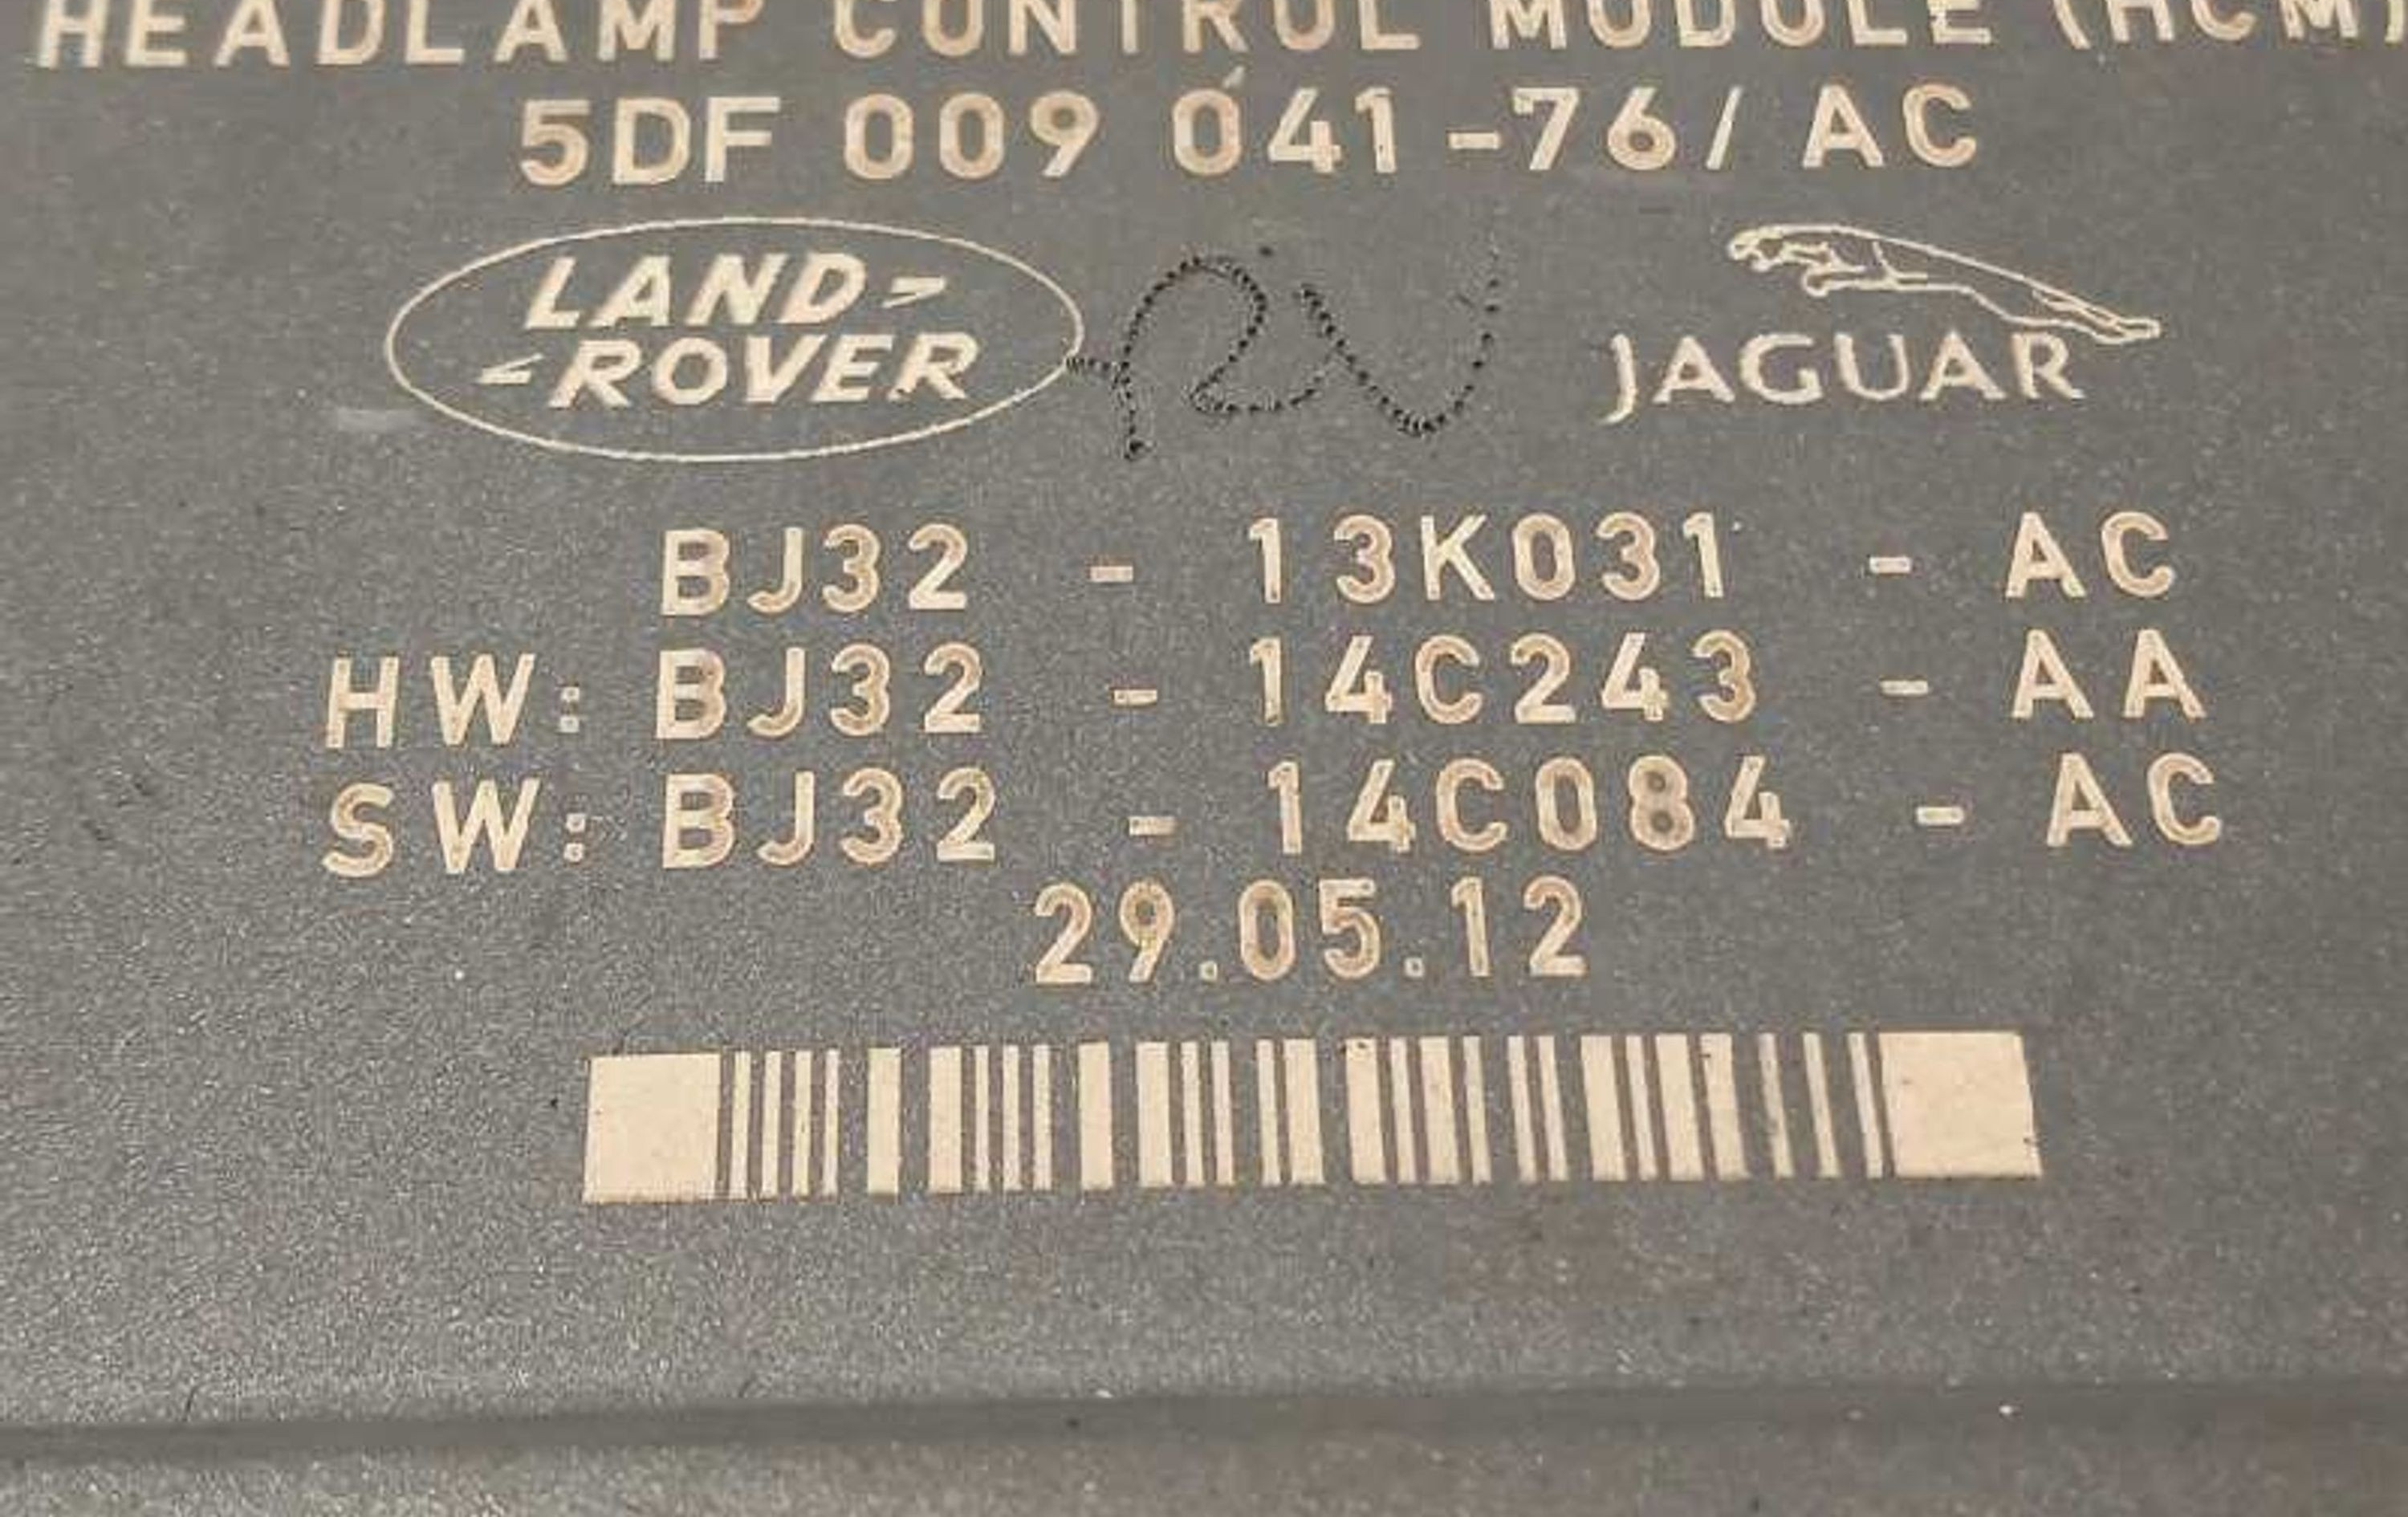 HEADLAMP CONTROL MODULE (HCM)
5DF 009 041-76/ AC
LAND-
-ROVER
JAGUAR
BJ32 - 13K031 - AC
HW: BJ32 - 14C243 - AA
SW: BJ32 - 14C084 - AC
29.05.12